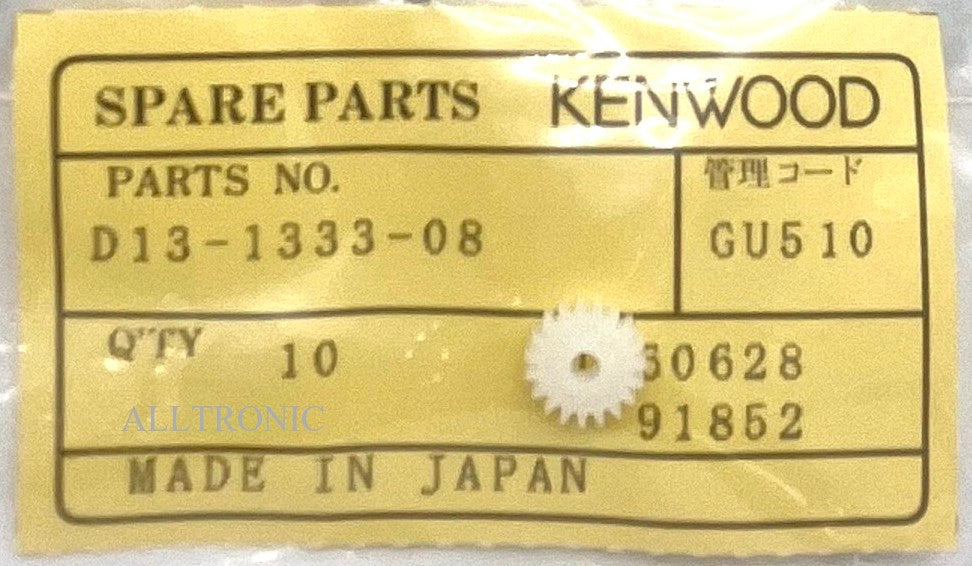 SPARE PARTS KENWOOD
PARTS NO. 管理コード
D13-1333-08 GU510
Q'TY 10 60628
ALLTRONIC 91852
MADE IN JAPAN